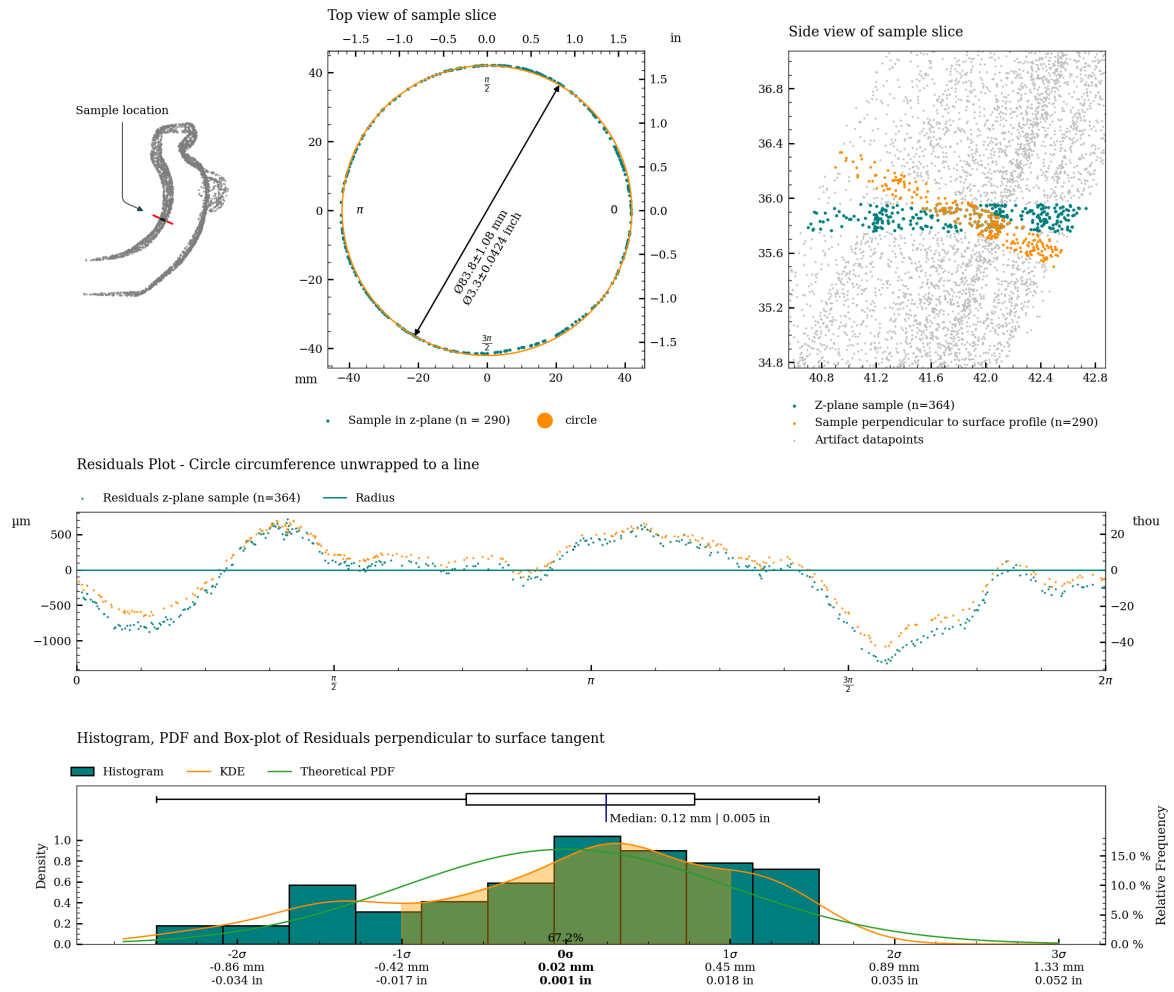 Top view of sample slice
−1.5 −1.0 −0.5 0.0 0.5 1.0 1.5 in
Side view of sample slice
Sample location
40
20
0
−20
−40
1.5
1.0
0.5
0.0
−0.5
−1.0
−1.5
π/2
π
0
3π/2
Ø83.8±1.08 mm
Ø3.3±0.0424 inch
mm −40 −20 0 20 40
36.8
36.4
36.0
35.6
35.2
34.8
40.8 41.2 41.6 42.0 42.4 42.8
Sample in z-plane (n = 290) circle
Z-plane sample (n=364)
Sample perpendicular to surface profile (n=290)
Artifact datapoints
Residuals Plot - Circle circumference unwrapped to a line
Residuals z-plane sample (n=364) Radius
µm
500
0
−500
−1000
thou
20
0
−20
−40
0 π/2 π 3π/2 2π
Histogram, PDF and Box-plot of Residuals perpendicular to surface tangent
Histogram KDE Theoretical PDF
Median: 0.12 mm | 0.005 in
Density
1.0
0.8
0.6
0.4
0.2
0.0
67.2%
Relative Frequency
15.0 %
10.0 %
5.0 %
0.0 %
-2σ -1σ 0σ 1σ 2σ 3σ
-0.86 mm -0.42 mm 0.02 mm 0.45 mm 0.89 mm 1.33 mm
-0.034 in -0.017 in 0.001 in 0.018 in 0.035 in 0.052 in